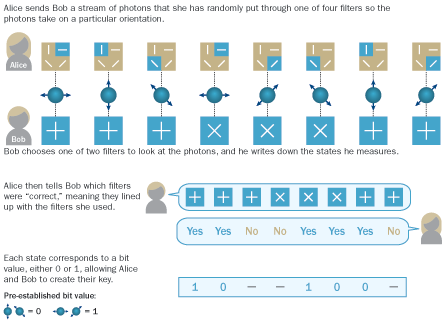 Alice sends Bob a stream of photons that she has randomly put through one of four filters so the
photons take on a particular orientation.
Alice
Bob
Bob chooses one of two filters to look at the photons, and he writes down the states he measures.
Alice then tells Bob which filters
were “correct,” meaning they lined
up with the filters she used.
Yes Yes No No Yes Yes Yes No
Each state corresponds to a bit
value, either 0 or 1, allowing Alice
and Bob to create their key.
1 0 – – 1 0 0 –
Pre-established bit value:
= 0 = 1